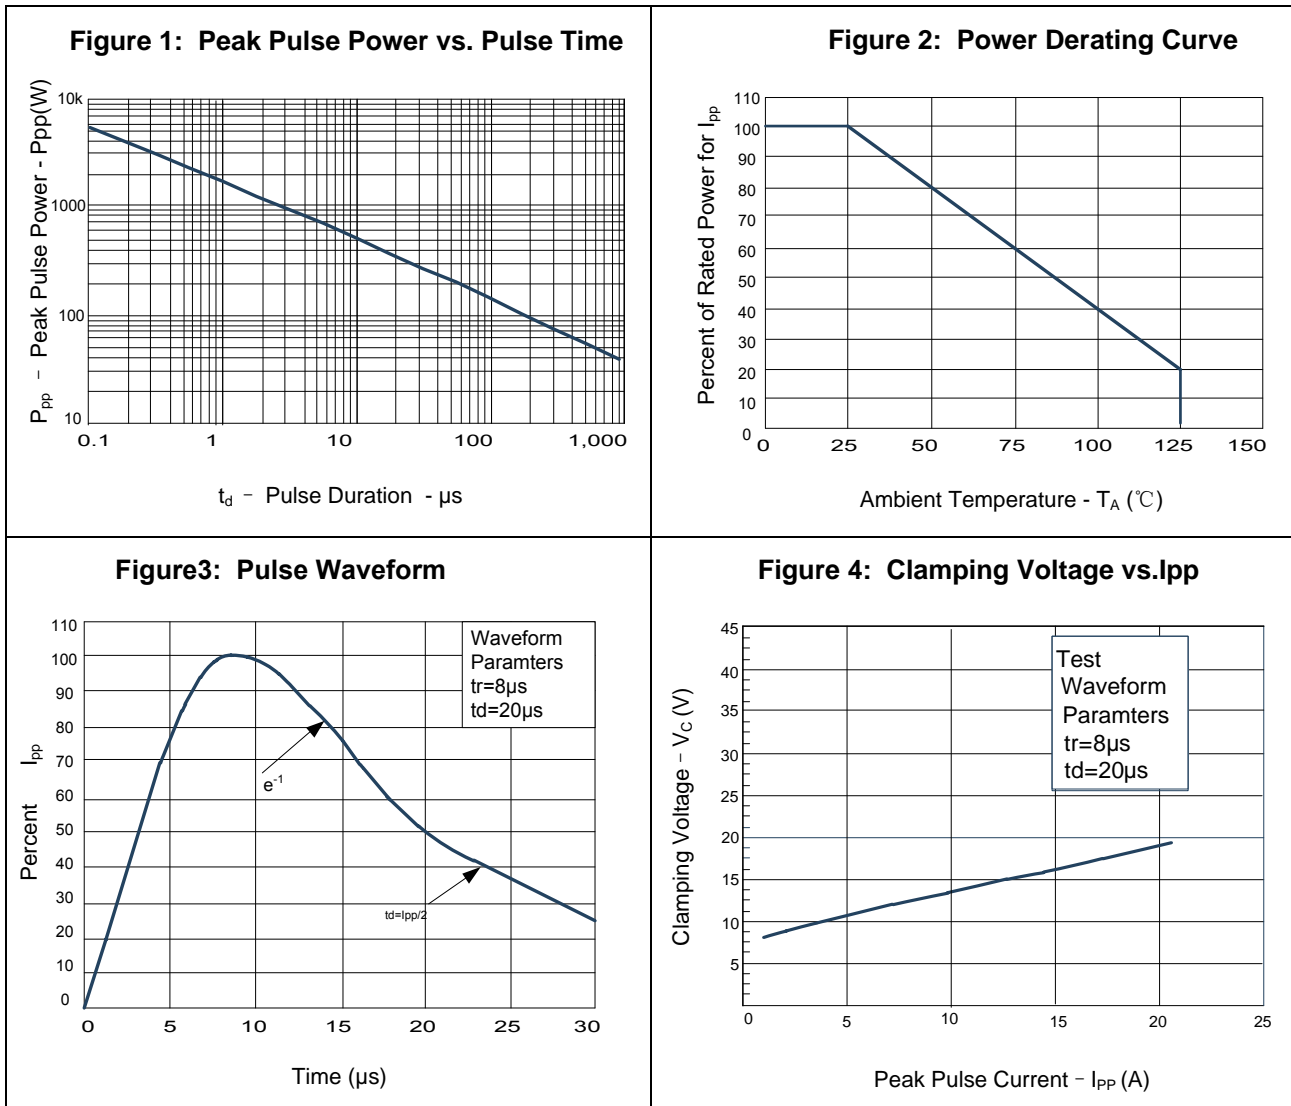 Figure 1: Peak Pulse Power vs. Pulse Time
Ppp – Peak Pulse Power - Ppp(W)
10k
1000
100
10
0.1 1 10 100 1,000
td – Pulse Duration - µs
Figure 2: Power Derating Curve
Percent of Rated Power for Ipp
110
100
90
80
70
60
50
40
30
20
10
0
0 25 50 75 100 125 150
Ambient Temperature - TA (℃)
Figure3: Pulse Waveform
Percent Ipp
110
100
90
80
70
60
50
40
30
20
10
0
Waveform
Paramters
tr=8µs
td=20µs
e-1
td=Ipp/2
0 5 10 15 20 25 30
Time (µs)
Figure 4: Clamping Voltage vs.Ipp
Clamping Voltage – VC (V)
45
40
35
30
25
20
15
10
5
Test
Waveform
Paramters
tr=8µs
td=20µs
0 5 10 15 20 25
Peak Pulse Current – IPP (A)